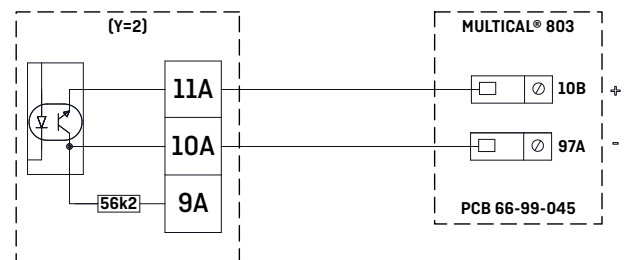 (Y=2)
MULTICAL® 803
11A
10B
+
10A
97A
-
56k2
9A
PCB 66-99-045